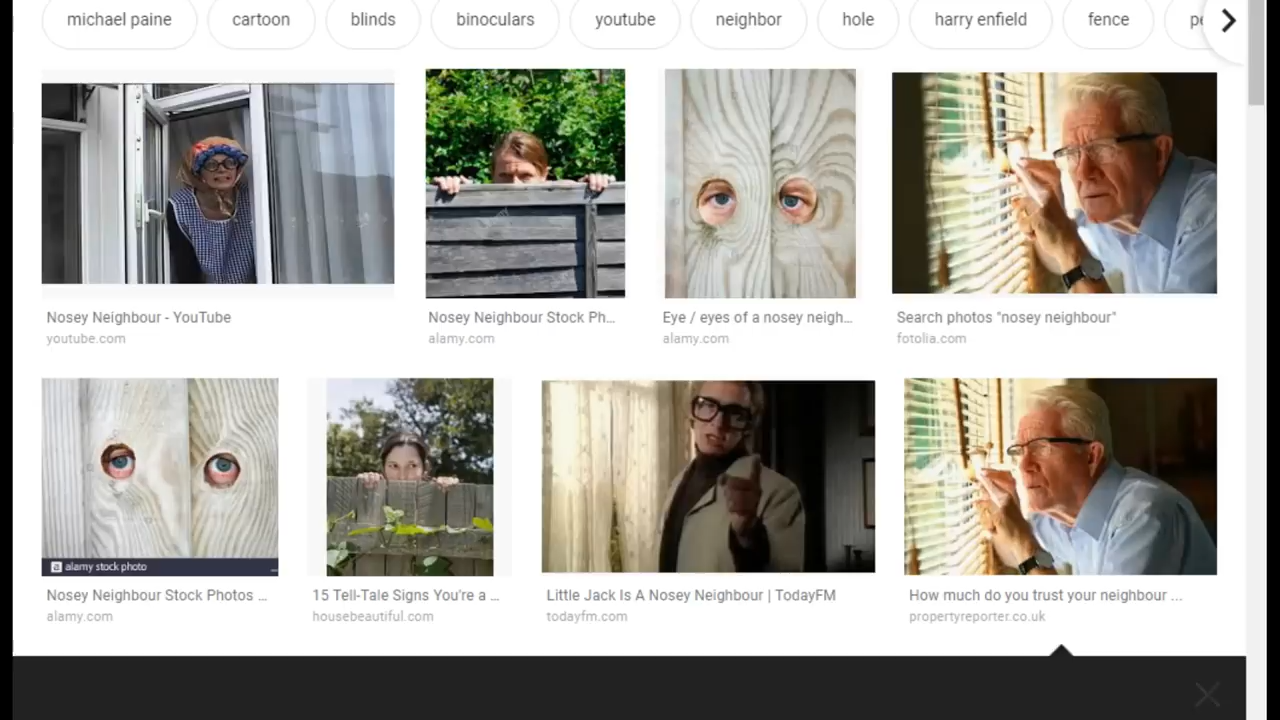 michael paine
cartoon
blinds
binoculars
youtube
neighbor
hole
harry enfield
fence
Nosey Neighbour - YouTube
youtube.com
Nosey Neighbour Stock Ph...
alamy.com
Eye / eyes of a nosey neigh...
alamy.com
Search photos "nosey neighbour"
fotolia.com
a alamy stock photo
Nosey Neighbour Stock Photos ...
alamy.com
15 Tell-Tale Signs You're a ...
housebeautiful.com
Little Jack Is A Nosey Neighbour | TodayFM
todayfm.com
How much do you trust your neighbour ...
propertyreporter.co.uk